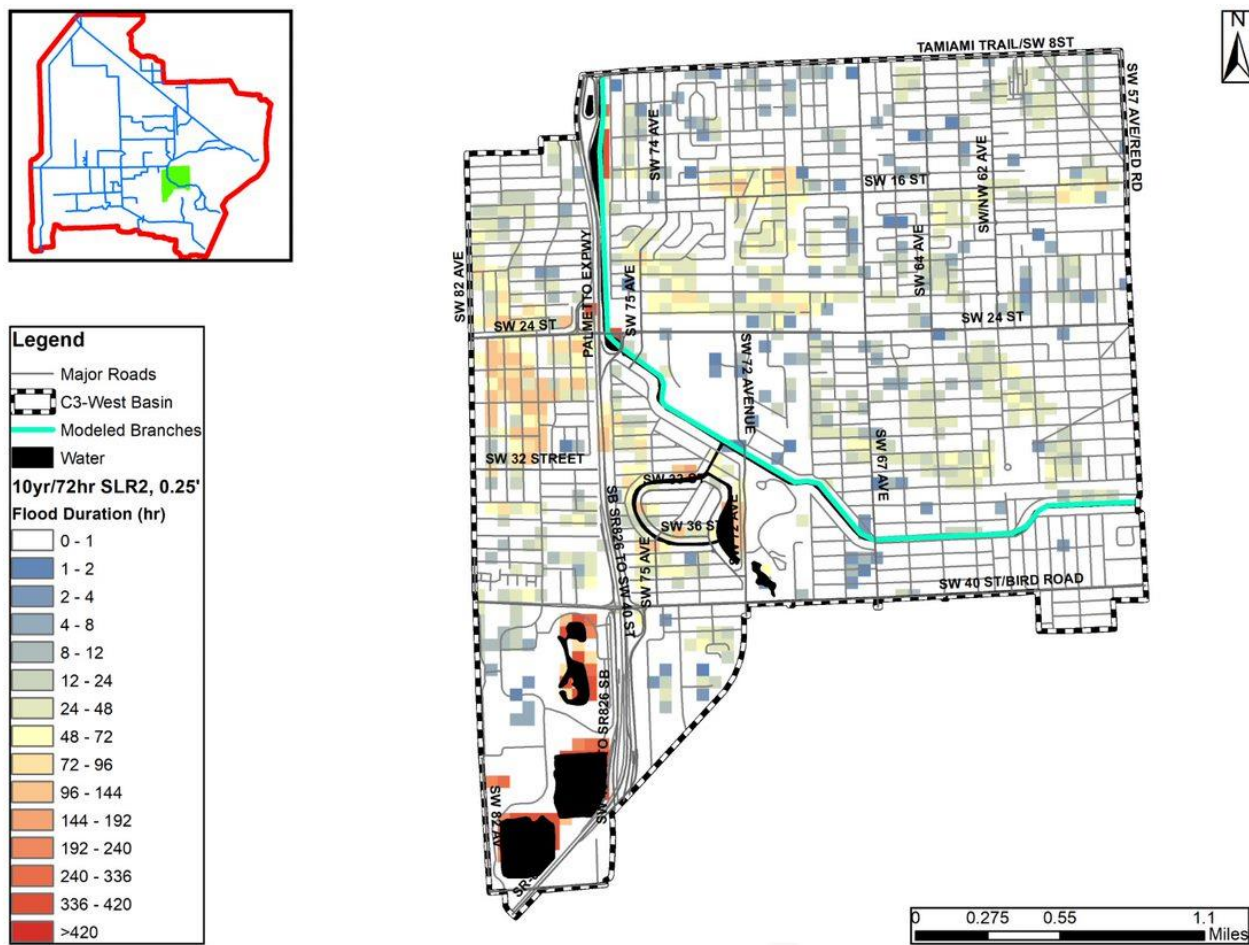 N
TAMIAMI TRAIL/SW 8ST
SW 57 AVE/RED RD
SW 74 AVE
SW/NW 62 AVE
SW 16 ST
SW 64 AVE
SW 82 AVE
PALMETTO EXPWY
SW 75 AVE
SW 24 ST
SW 24 ST
SW 72 AVENUE
SW 67 AVE
SW 32 STREET
SW 36 ST
SW 72 AVE
SB SR826 TO SW 40 ST
SW 75 AVE
SW 40 ST/BIRD ROAD
TO SR826 SB
SW 82 AV
Legend
Major Roads
C3-West Basin
Modeled Branches
Water
10yr/72hr SLR2, 0.25'
Flood Duration (hr)
0 - 1
1 - 2
2 - 4
4 - 8
8 - 12
12 - 24
24 - 48
48 - 72
72 - 96
96 - 144
144 - 192
192 - 240
240 - 336
336 - 420
>420
0 0.275 0.55 1.1
Miles